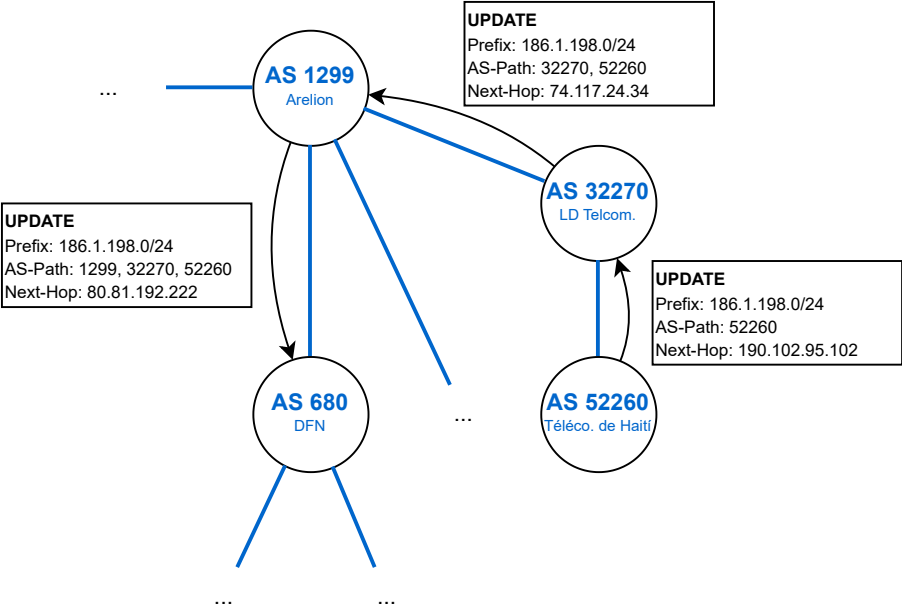 UPDATE
Prefix: 186.1.198.0/24
AS-Path: 32270, 52260
Next-Hop: 74.117.24.34
AS 1299
Arelion
...
AS 32270
LD Telcom.
UPDATE
Prefix: 186.1.198.0/24
AS-Path: 1299, 32270, 52260
Next-Hop: 80.81.192.222
UPDATE
Prefix: 186.1.198.0/24
AS-Path: 52260
Next-Hop: 190.102.95.102
AS 680
DFN
...
AS 52260
Téléco. de Haití
...
...